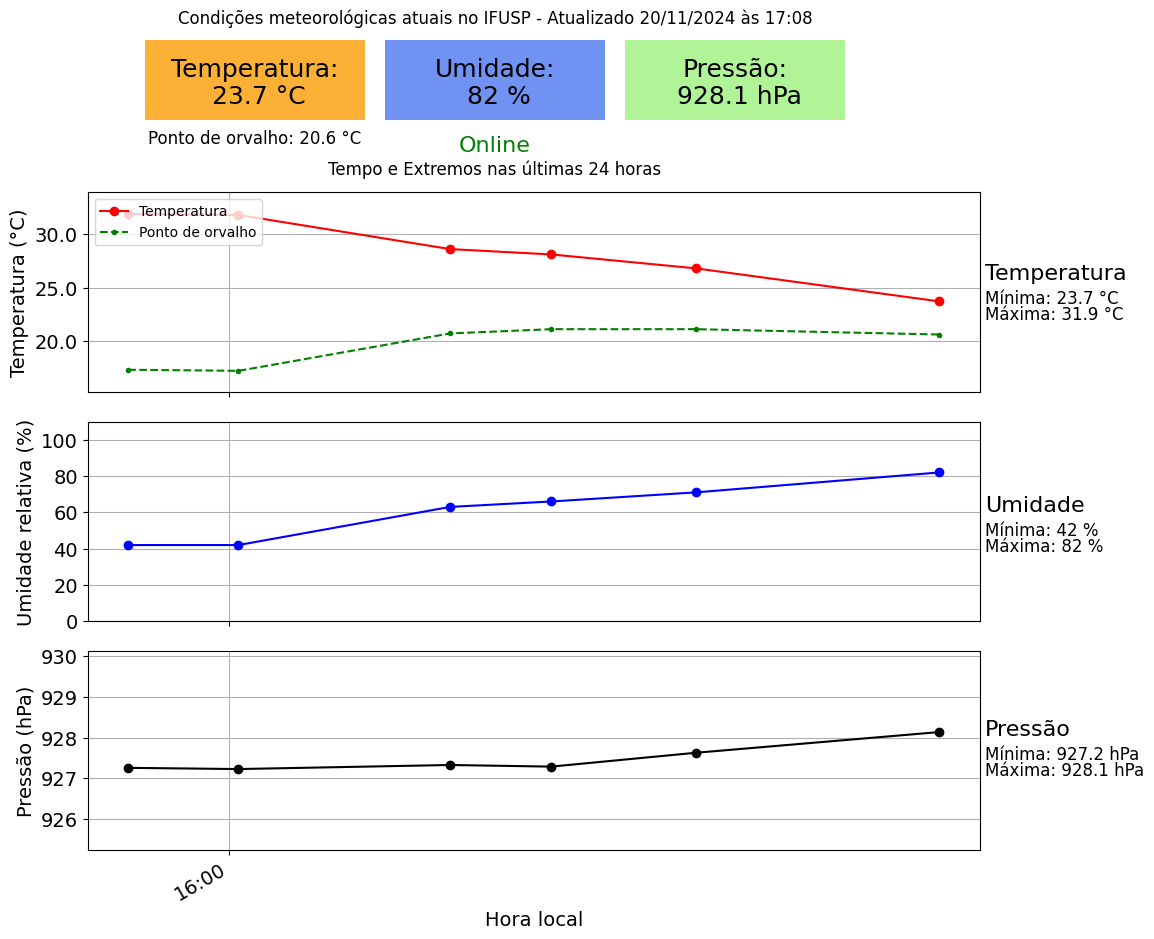 Condições meteorológicas atuais no IFUSP - Atualizado 20/11/2024 às 17:08
Temperatura:
23.7 °C
Umidade:
82 %
Pressão:
928.1 hPa
Ponto de orvalho: 20.6 °C
Online
Tempo e Extremos nas últimas 24 horas
Temperatura (°C)
30.0
25.0
20.0
Temperatura
Ponto de orvalho
Temperatura
Mínima: 23.7 °C
Máxima: 31.9 °C
Umidade relativa (%)
100
80
60
40
20
0
Umidade
Mínima: 42 %
Máxima: 82 %
Pressão (hPa)
930
929
928
927
926
Pressão
Mínima: 927.2 hPa
Máxima: 928.1 hPa
16:00
Hora local